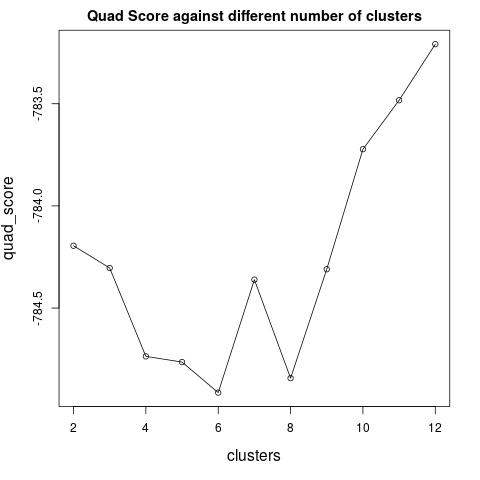 Quad Score against different number of clusters
quad_score
-783.5
-784.0
-784.5
2 4 6 8 10 12
clusters